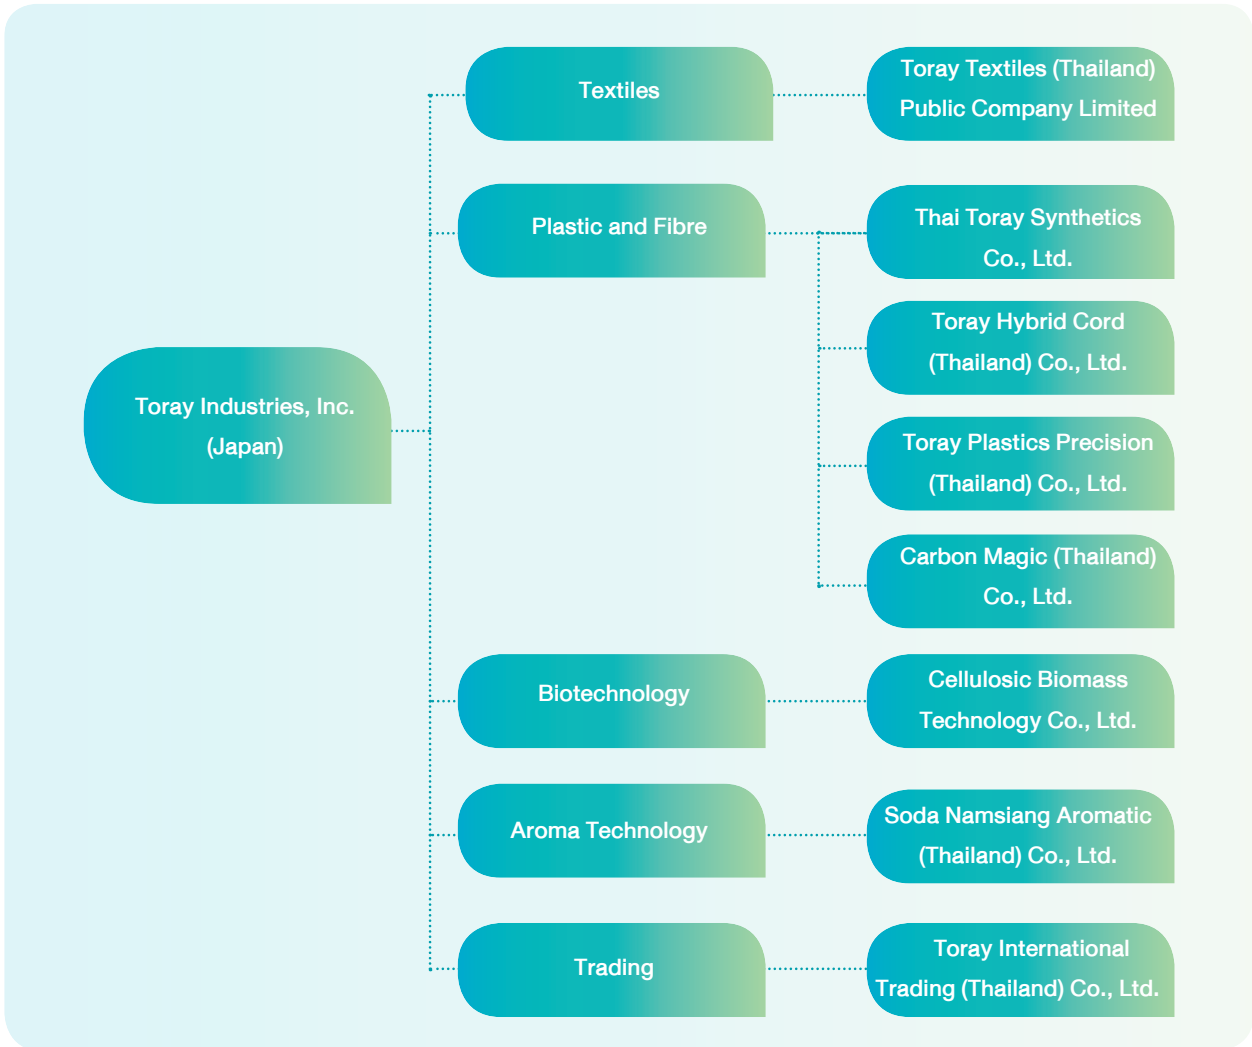 Toray Industries, Inc.
(Japan)
Textiles
Toray Textiles (Thailand)
Public Company Limited
Plastic and Fibre
Thai Toray Synthetics
Co., Ltd.
Toray Hybrid Cord
(Thailand) Co., Ltd.
Toray Plastics Precision
(Thailand) Co., Ltd.
Carbon Magic (Thailand)
Co., Ltd.
Biotechnology
Cellulosic Biomass
Technology Co., Ltd.
Aroma Technology
Soda Namsiang Aromatic
(Thailand) Co., Ltd.
Trading
Toray International
Trading (Thailand) Co., Ltd.